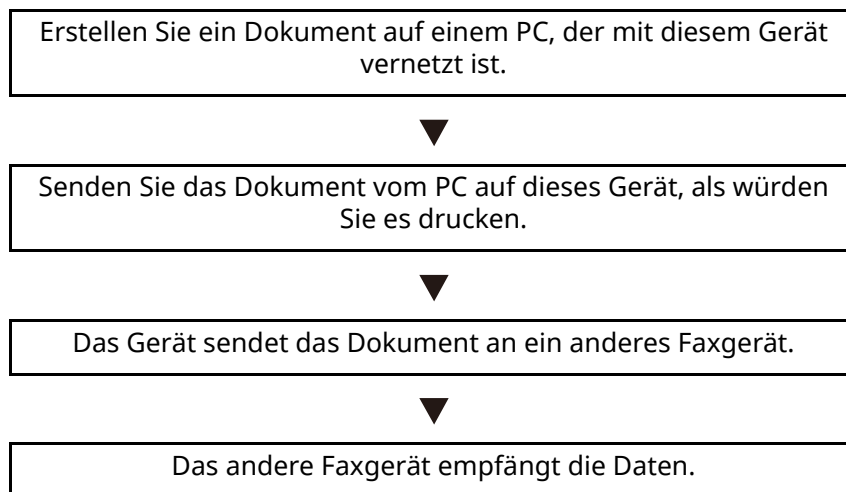 Erstellen Sie ein Dokument auf einem PC, der mit diesem Gerät
vernetzt ist.
Senden Sie das Dokument vom PC auf dieses Gerät, als würden
Sie es drucken.
Das Gerät sendet das Dokument an ein anderes Faxgerät.
Das andere Faxgerät empfängt die Daten.